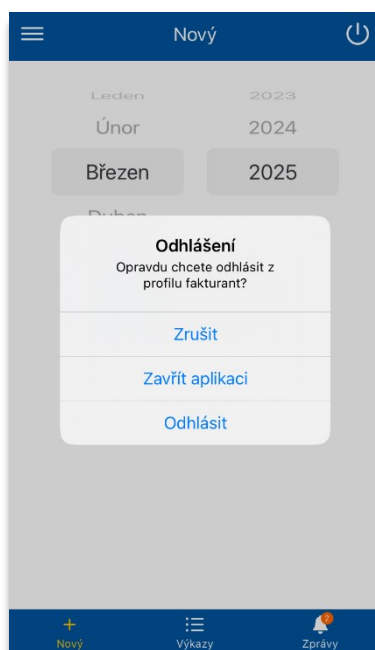 Nový
Leden 2023
Únor 2024
Březen 2025
Duben
Odhlášení
Opravdu chcete odhlásit z
profilu fakturant?
Zrušit
Zavřít aplikaci
Odhlásit
2
Nový Výkazy Zprávy